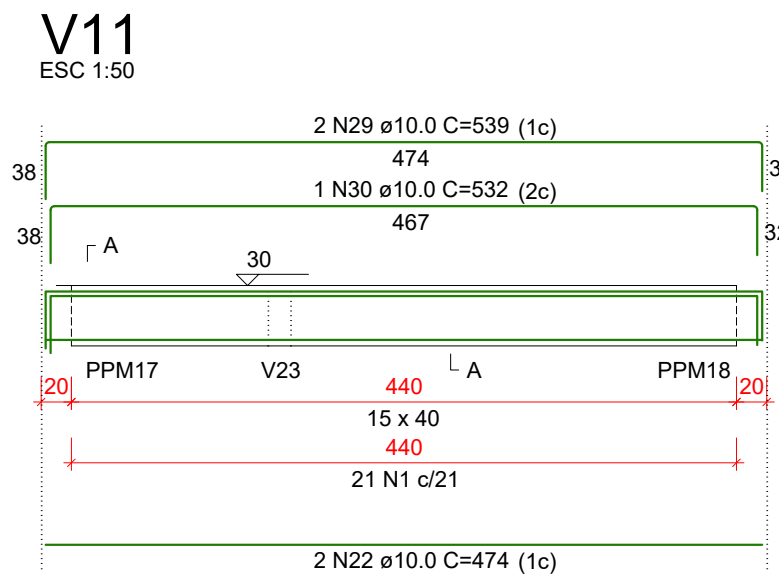 V11
ESC 1:50
2 N29 ø10.0 C=539 (1c)
38 474 3
1 N30 ø10.0 C=532 (2c)
38 467 32
A
30
PPM17 V23 A PPM18
20 440 20
15 x 40
440
21 N1 c/21
2 N22 ø10.0 C=474 (1c)